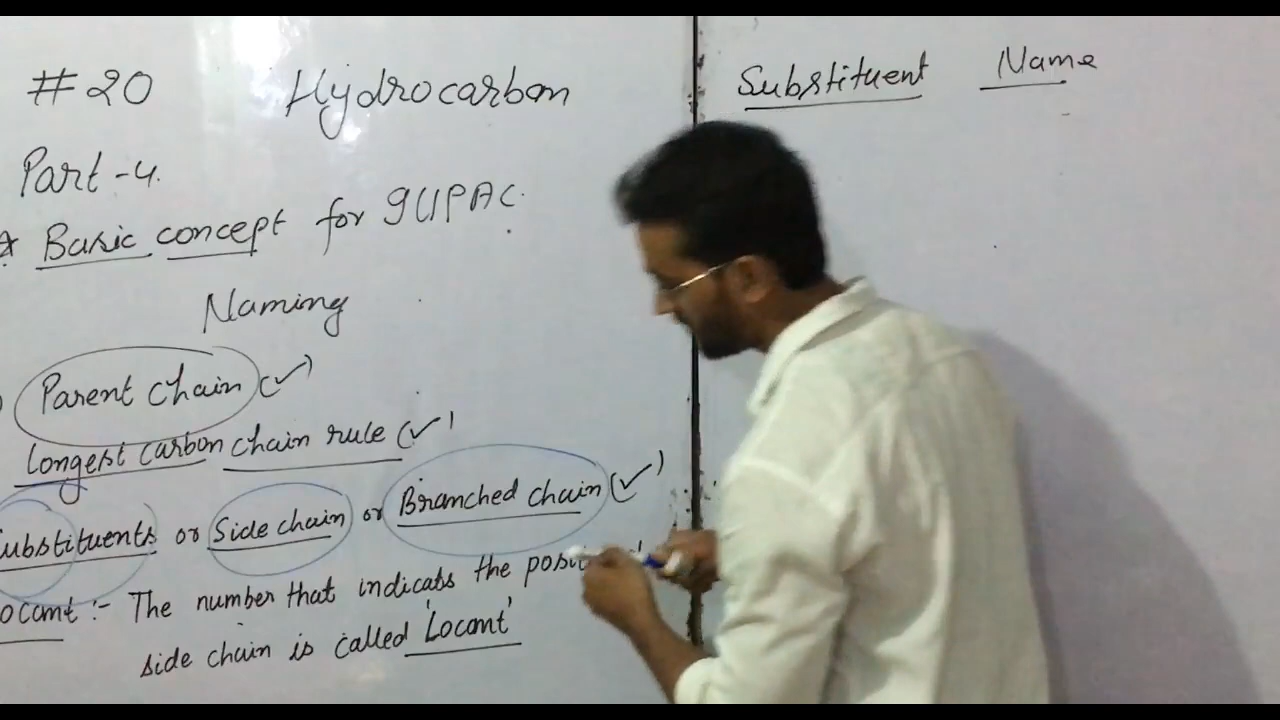 #20 Hydrocarbon
Part-4.
* Basic concept for IUPAC.
Naming
Parent chain (✓)
Longest carbon chain rule (✓)
Substituents or Side chain or Branched chain (✓)
Locant :- The number that indicats the
side chain is called 'Locant'
Substituent Name